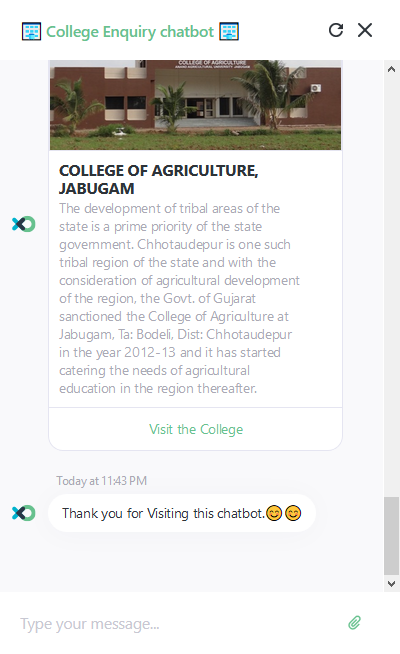 College Enquiry chatbot
COLLEGE OF AGRICULTURE
ANAND AGRICULTURAL UNIVERSITY, JABUGAM
COLLEGE OF AGRICULTURE,
JABUGAM
The development of tribal areas of the
state is a prime priority of the state
government. Chhotaudepur is one such
tribal region of the state and with the
consideration of agricultural development
of the region, the Govt. of Gujarat
sanctioned the College of Agriculture at
Jabugam, Ta: Bodeli, Dist: Chhotaudepur
in the year 2012-13 and it has started
catering the needs of agricultural
education in the region thereafter.
Visit the College
Today at 11:43 PM
Thank you for Visiting this chatbot.😊😊
Type your message...